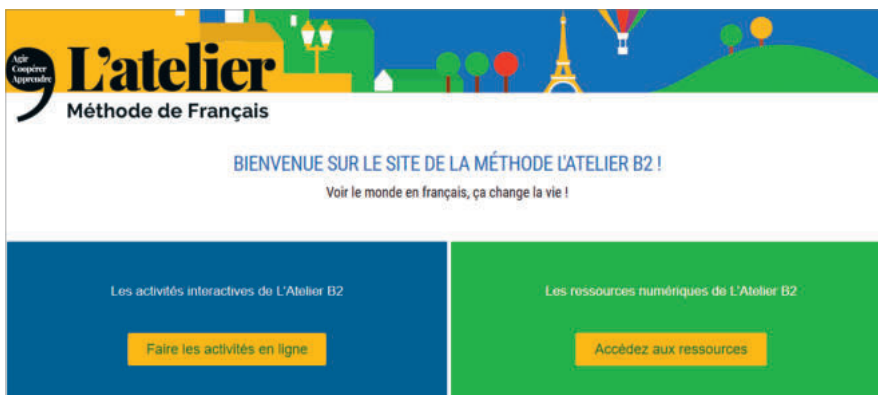 Agir
Coopérer
Apprendre
L'atelier
Méthode de Français
BIENVENUE SUR LE SITE DE LA MÉTHODE L'ATELIER B2 !
Voir le monde en français, ça change la vie !
Les activités interactives de L'Atelier B2
Faire les activités en ligne
Les ressources numériques de L'Atelier B2
Accédez aux ressources